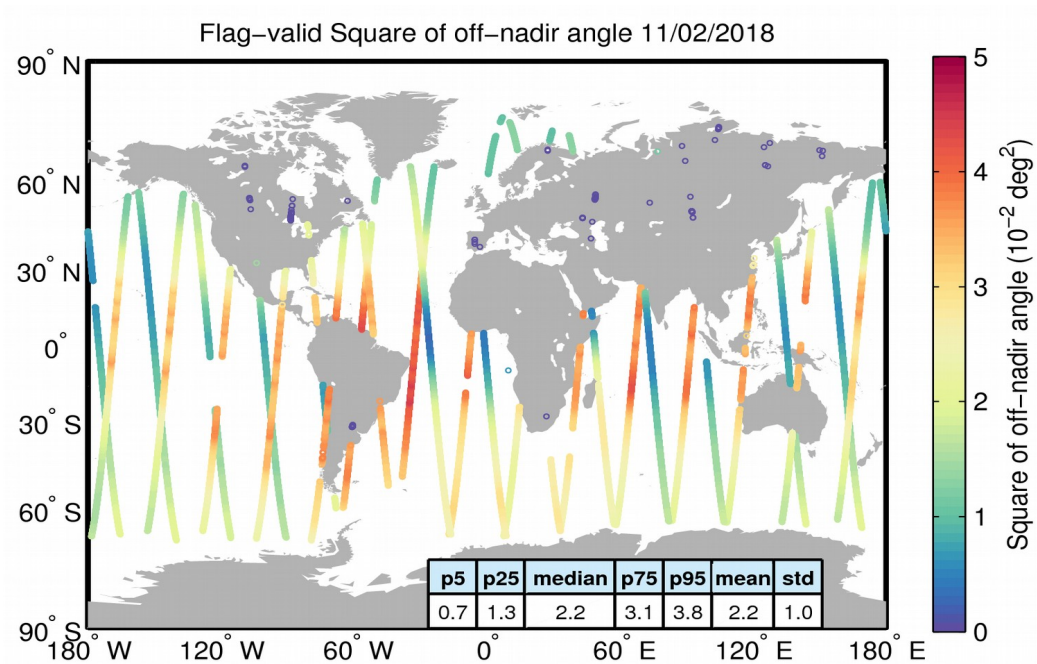 Flag−valid Square of off−nadir angle 11/02/2018
90° N
60° N
30° N
0°
30° S
60° S
90° S
180° W
120° W
60° W
0°
60° E
120° E
180° E
p5 p25 median p75 p95 mean std
0.7 1.3 2.2 3.1 3.8 2.2 1.0
5
4
3
2
1
0
Square of off−nadir angle (10⁻² deg²)